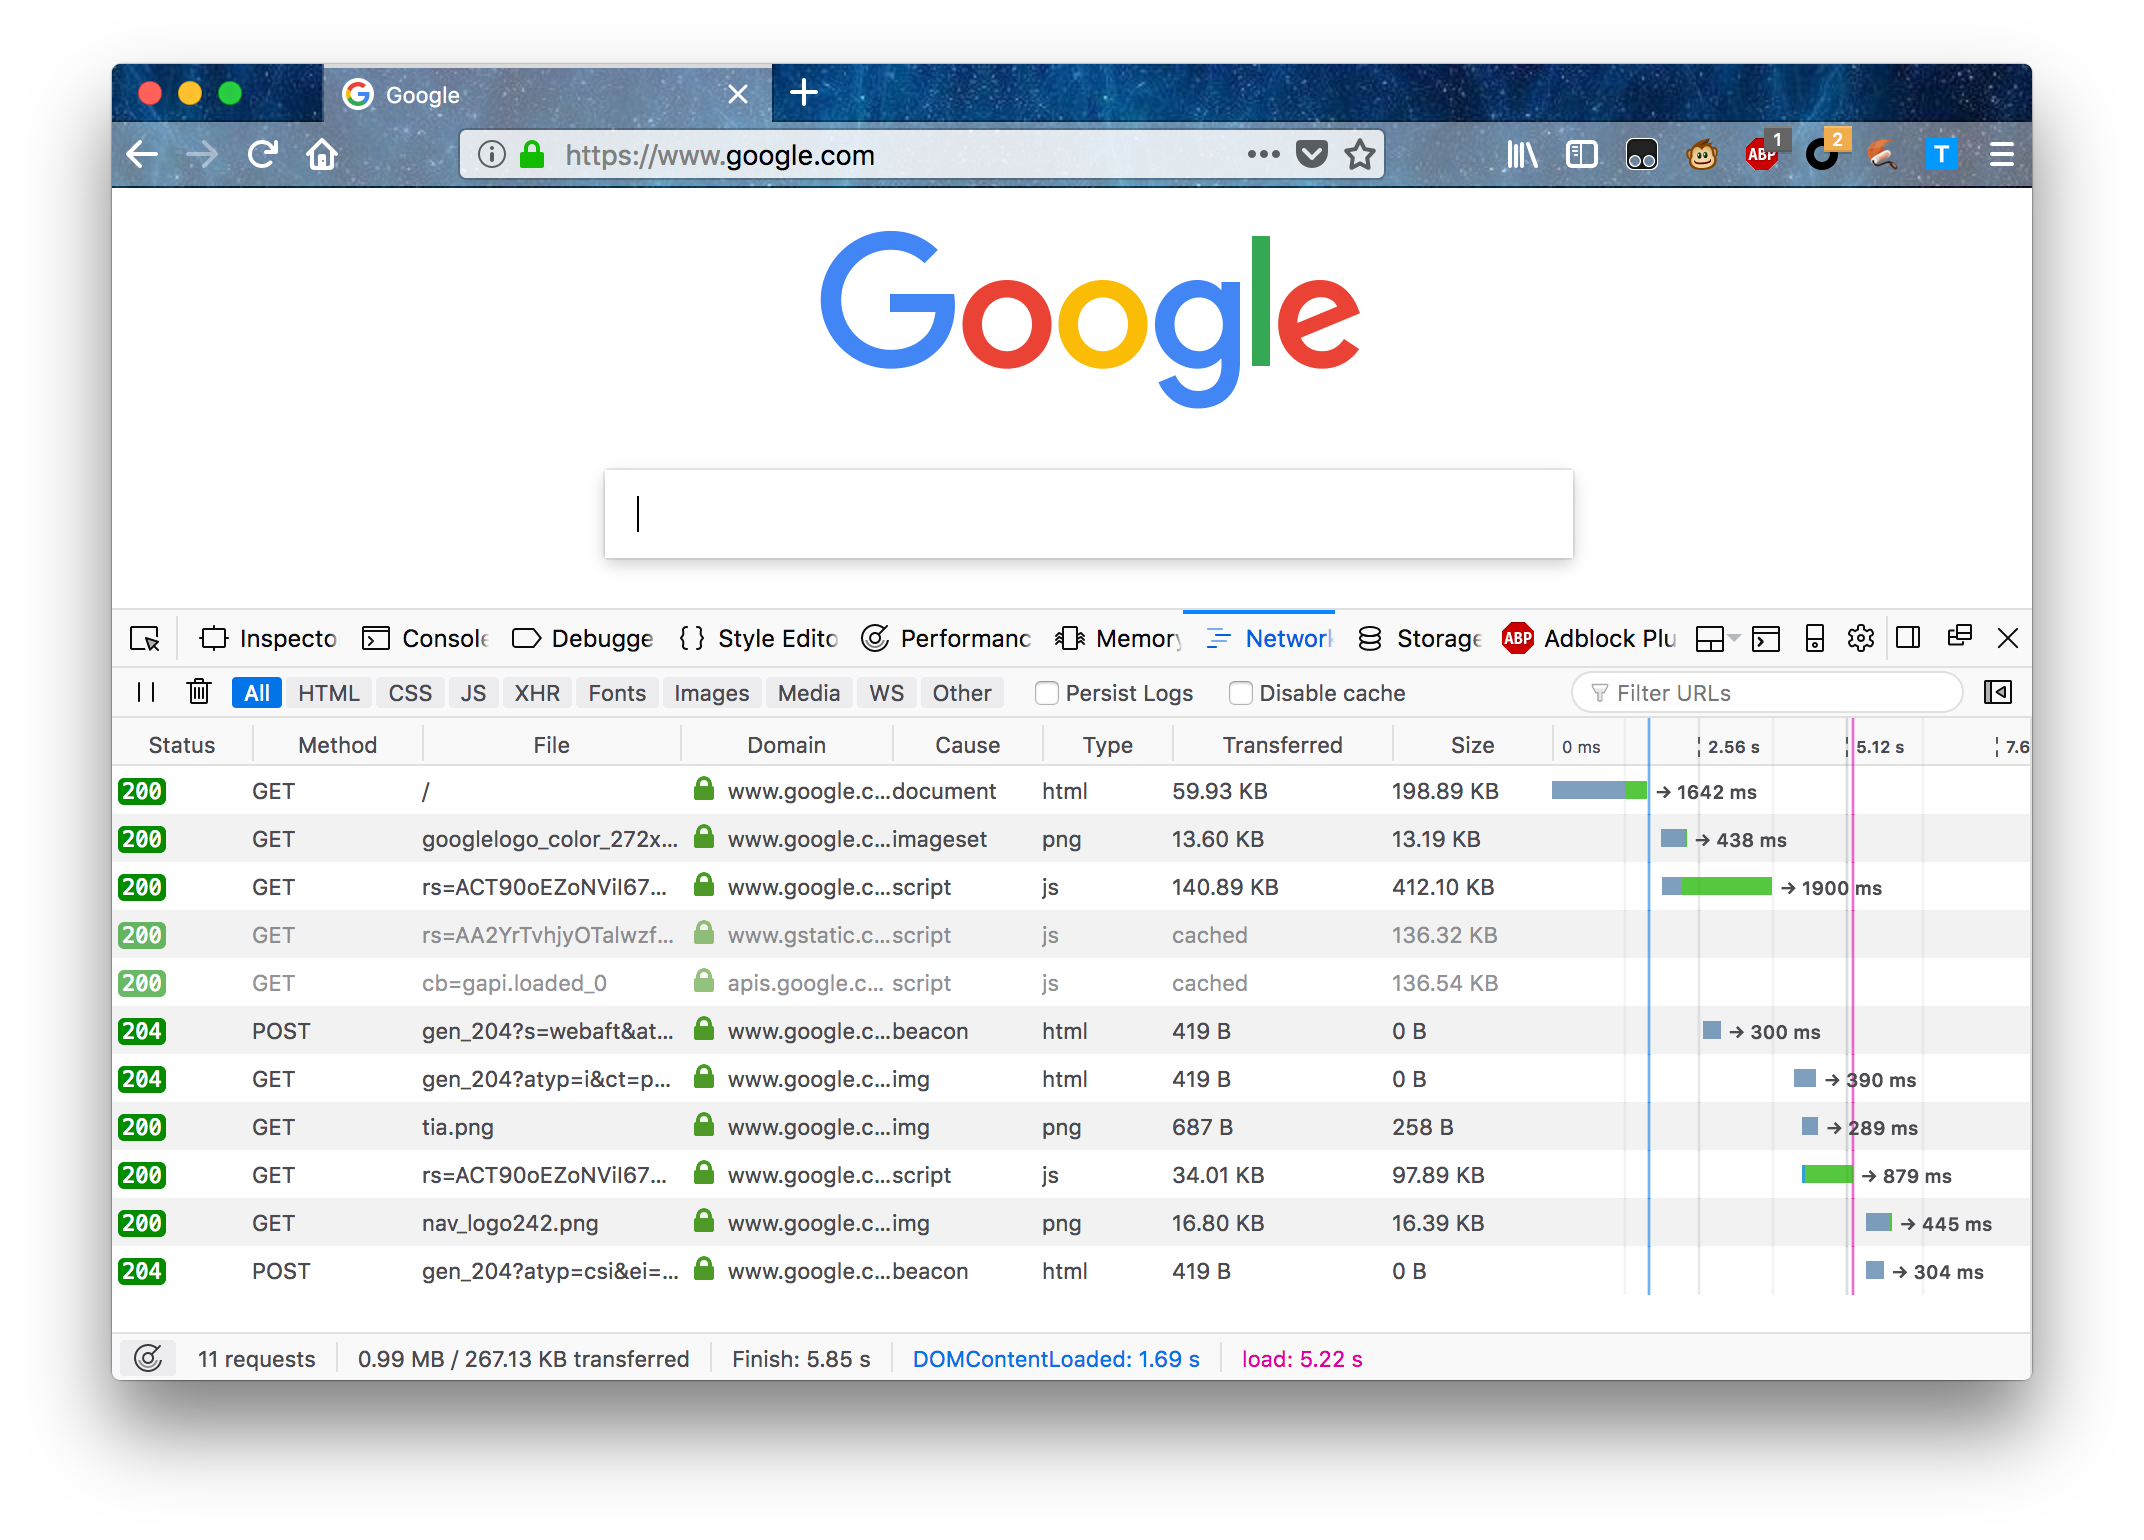 Google
https://www.google.com
ABP 1 2 T
Google
Inspecto Console Debugge {} Style Edito Performanc Memory Network Storage ABP Adblock Plu
All HTML CSS JS XHR Fonts Images Media WS Other Persist Logs Disable cache Filter URLs
Status Method File Domain Cause Type Transferred Size 0 ms 2.56 s 5.12 s 7.6
200 GET / www.google.c... document html 59.93 KB 198.89 KB → 1642 ms
200 GET googlelogo_color_272x... www.google.c... imageset png 13.60 KB 13.19 KB → 438 ms
200 GET rs=ACT90oEZoNViI67... www.google.c... script js 140.89 KB 412.10 KB → 1900 ms
200 GET rs=AA2YrTvhjyOTalwzf... www.gstatic.c... script js cached 136.32 KB
200 GET cb=gapi.loaded_0 apis.google.c... script js cached 136.54 KB
204 POST gen_204?s=webaft&at... www.google.c... beacon html 419 B 0 B → 300 ms
204 GET gen_204?atyp=i&ct=p... www.google.c... img html 419 B 0 B → 390 ms
200 GET tia.png www.google.c... img png 687 B 258 B → 289 ms
200 GET rs=ACT90oEZoNViI67... www.google.c... script js 34.01 KB 97.89 KB → 879 ms
200 GET nav_logo242.png www.google.c... img png 16.80 KB 16.39 KB → 445 ms
204 POST gen_204?atyp=csi&ei=... www.google.c... beacon html 419 B 0 B → 304 ms
11 requests 0.99 MB / 267.13 KB transferred Finish: 5.85 s DOMContentLoaded: 1.69 s load: 5.22 s